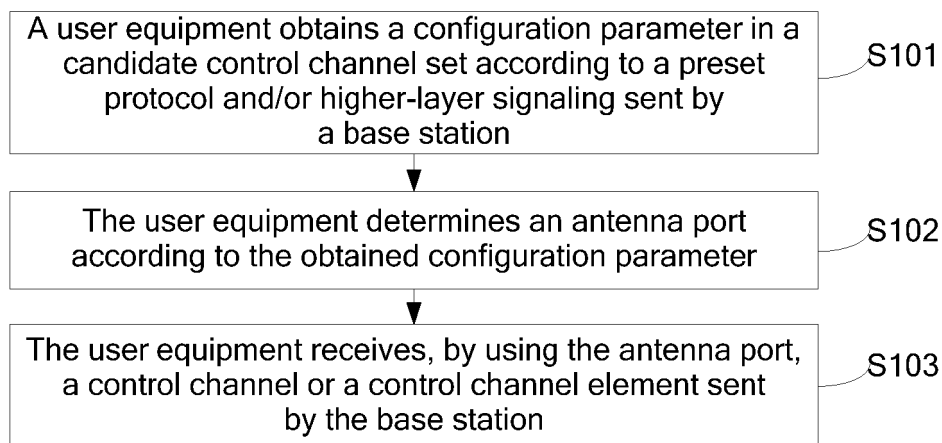 A user equipment obtains a configuration parameter in a
candidate control channel set according to a preset
protocol and/or higher-layer signaling sent by
a base station
S101
The user equipment determines an antenna port
according to the obtained configuration parameter
S102
The user equipment receives, by using the antenna port,
a control channel or a control channel element sent
by the base station
S103